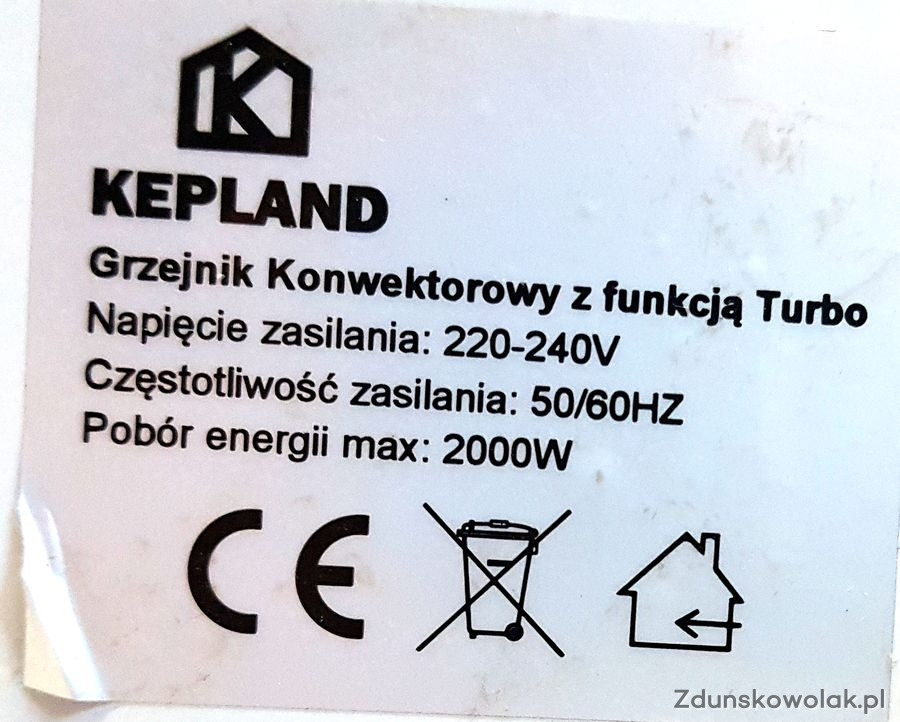 KEPLAND
Grzejnik Konwektorowy z funkcją Turbo
Napięcie zasilania: 220-240V
Częstotliwość zasilania: 50/60HZ
Pobór energii max: 2000W
CE
Zdunskowolak.pl